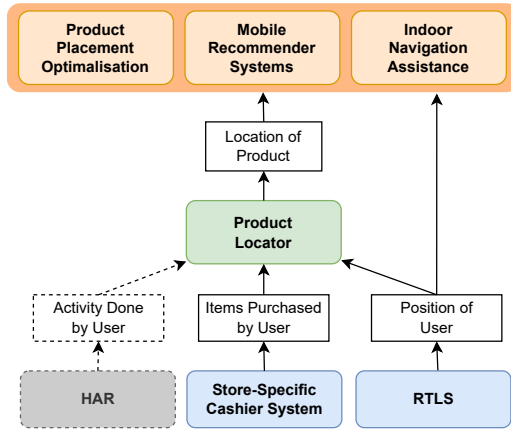 Product
Placement
Optimalisation
Mobile
Recommender
Systems
Indoor
Navigation
Assistance
Location of
Product
Product
Locator
Activity Done
by User
Items Purchased
by User
Position of
User
HAR
Store-Specific
Cashier System
RTLS